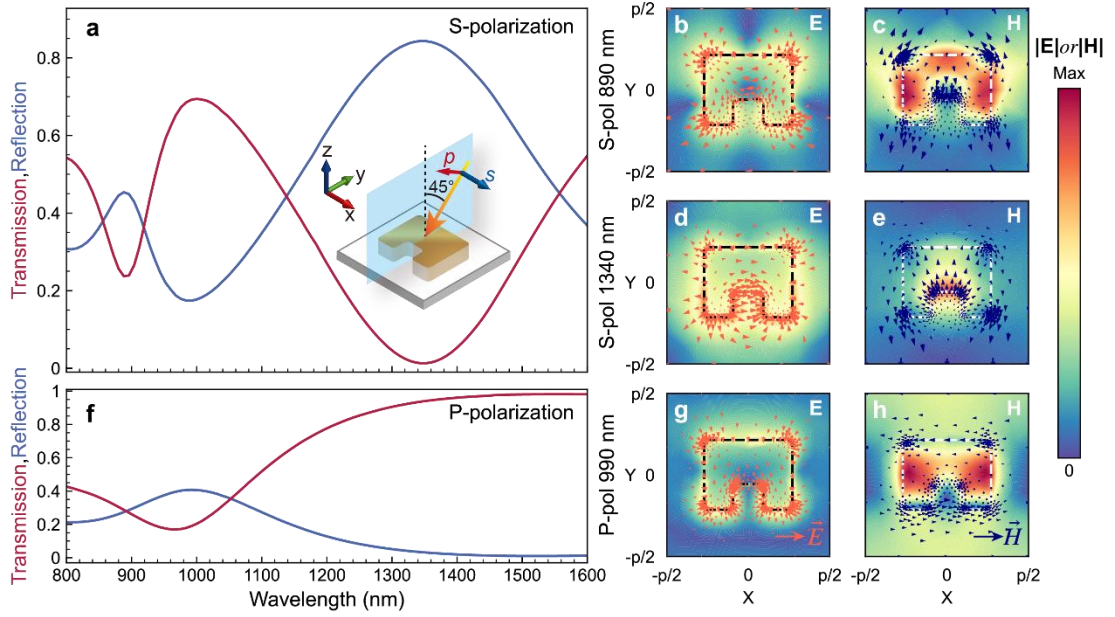 a
S-polarization
Transmission,Reflection
0.8
0.6
0.4
0.2
0
z
y
x
p
s
45°
f
P-polarization
Transmission,Reflection
1
0.8
0.6
0.4
0.2
0
800 900 1000 1100 1200 1300 1400 1500 1600
Wavelength (nm)
b E
c H
S-pol 890 nm
p/2
Y 0
-p/2
d E
e H
S-pol 1340 nm
p/2
Y 0
-p/2
g E
h H
P-pol 990 nm
p/2
Y 0
-p/2
E
H
-p/2 0 p/2
X
-p/2 0 p/2
X
|E|or|H|
Max
0